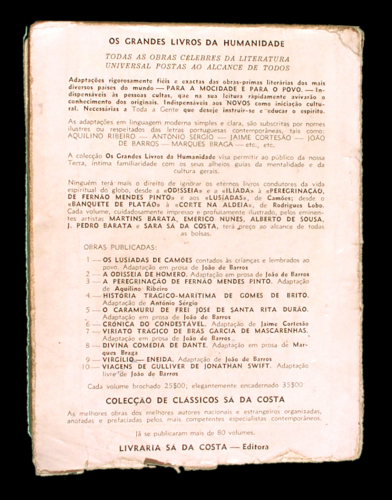 OS GRANDES LIVROS DA HUMANIDADE
TODAS AS OBRAS CELEBRES DA LITERATURA
UNIVERSAL POSTAS AO ALCANCE DE TODOS
Adaptações rigorosamente fiéis e exactas das obras-primas literárias dos mais
diversos países do mundo — PARA A MOCIDADE E PARA O POVO. — In-
dispensáveis às pessoas cultas, que na sua leitura rápidamente avivarão o
conhecimento dos originais. Indispensáveis aos NOVOS como iniciação cultu-
ral. Necessárias a Toda a Gente que deseje instruir-se e educar o espírito.
As adaptações em linguagem moderna simples e clara, são subscritas por nomes
ilustres ou respeitados das letras portuguesas contemporâneas, tais como:
AQUILINO RIBEIRO — ANTÓNIO SÉRGIO — JAIME CORTESÃO — JOÃO
DE BARROS — MARQUES BRAGA — etc., etc.
A colecção Os Grandes Livros da Humanidade visa permitir ao público da nossa
Terra, íntima familiaridade com os seus alheios guias da mentalidade e da
cultura gerais.
Ninguém terá mais o direito de ignorar os eternos livros condutores da vida
espiritual do globo, desde a «ODISSEIA» e a «ILIADA» à «PEREGRINAÇÃO,
DE FERNÃO MENDES PINTO» e aos «LUSIADAS», de Camões; desde o
«BANQUETE DE PLATÃO» à «CORTE NA ALDEIA», de Rodrigues Lobo.
Cada volume, cuidadosamente impresso e profusamente ilustrado, pelos eminen-
tes artistas MARTINS BARATA, EMERICO NUNES, ALBERTO DE SOUSA,
J. PEDRO BARATA e SARA SÁ DA COSTA, terá preço ao alcance de todas
as bolsas.
OBRAS PUBLICADAS:
1 — OS LUSIADAS DE CAMÕES contados às crianças e lembrados ao
povo. Adaptação em prosa de João de Barros
2 — A ODISSEIA DE HOMERO. Adaptação em prosa de João de Barros
3 — A PEREGRINAÇÃO DE FERNÃO MENDES PINTO. Adaptação
de Aquilino Ribeiro
4 — HISTÓRIA TRÁGICO-MARÍTIMA DE GOMES DE BRITO.
Adaptação de António Sérgio
5 — O CARAMURU DE FREI JOSÉ DE SANTA RITA DURÃO.
Adaptação em prosa de João de Barros
6 — CRÓNICA DO CONDESTÁVEL. Adaptação de Jaime Cortesão
7 — VIRIATO TRÁGICO DE BRAS GARCIA DE MASCARENHAS.
Adaptação em prosa de João de Barros
8 — DIVINA COMEDIA DE DANTE. Adaptação em prosa de Mar-
ques Braga
9 — VIRGILIO — ENEIDA. Adaptação em prosa de João de Barros
10 — VIAGENS DE GULLIVER DE JONATHAN SWIFT. Adaptação
livre de João de Barros
Cada volume brochado 25$00; elegantemente encadernado 35$00
COLECÇÃO DE CLÁSSICOS SÁ DA COSTA
As melhores obras dos melhores autores nacionais e estrangeiros organizadas,
anotadas e prefaciadas pelos mais competentes especialistas contemporâneos.
Já se publicaram mais de 80 volumes.
LIVRARIA SÁ DA COSTA — Editora